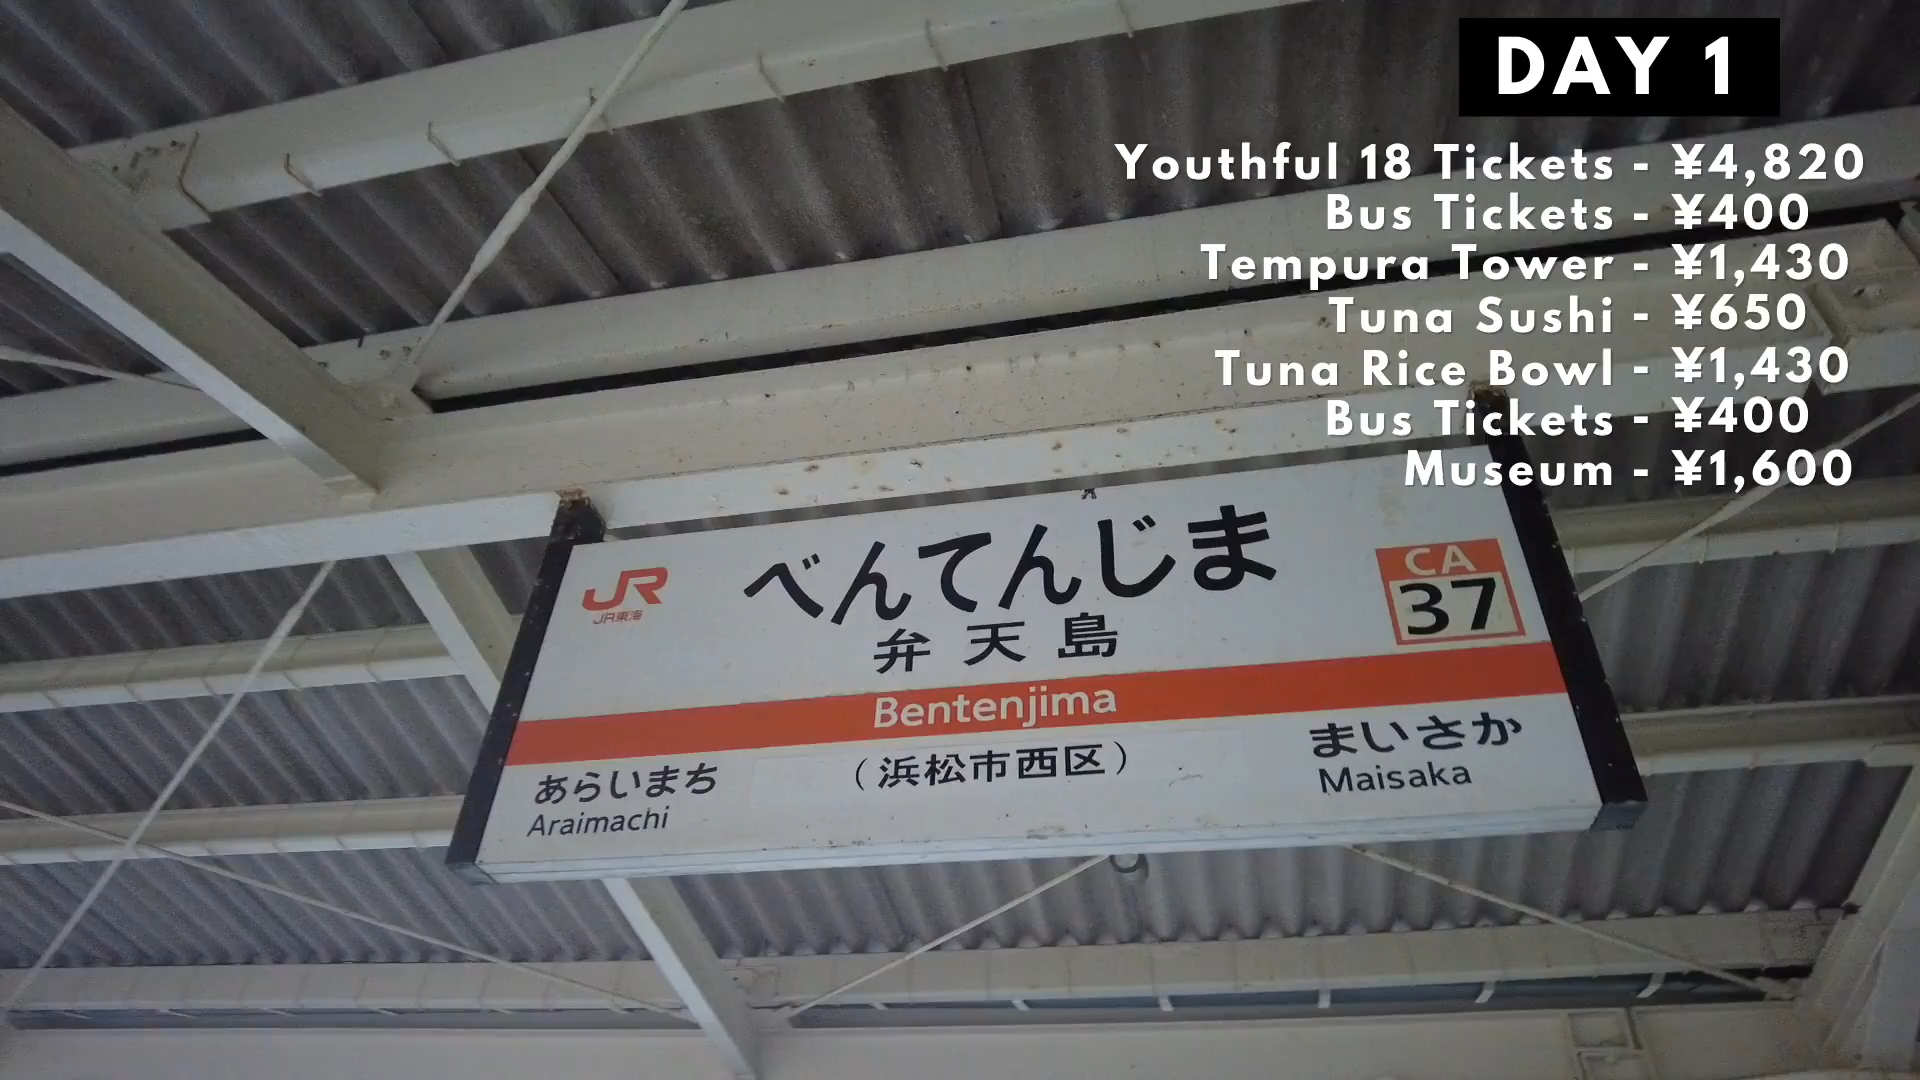 DAY 1
Youthful 18 Tickets - ¥4,820
Bus Tickets - ¥400
Tempura Tower - ¥1,430
Tuna Sushi - ¥650
Tuna Rice Bowl - ¥1,430
Bus Tickets - ¥400
Museum - ¥1,600
JR
JR東海
べんてんじま
弁天島
CA
37
Bentenjima
あらいまち
Araimachi
(浜松市西区)
まいさか
Maisaka